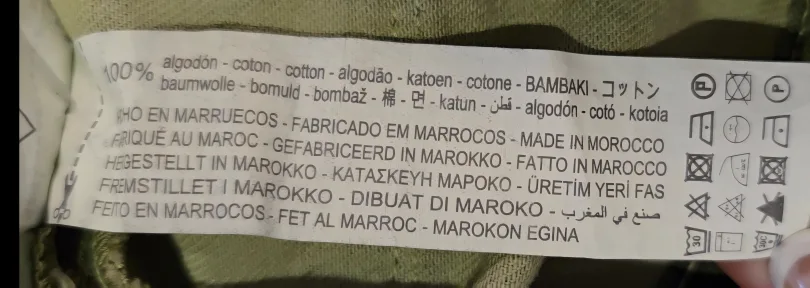 100% algodón - coton - cotton - algodão - katoen - cotone - BAMBAKI - コットン
baumwolle - bomuld - bombaž - 棉 - 면 - katun - قطن - algodón - cotó - kotoia
HO EN MARRUECOS - FABRICADO EM MARROCOS - MADE IN MOROCCO
RIQUÉ AU MAROC - GEFABRICEERD IN MAROKKO - FATTO IN MAROCCO
HEGESTELLT IN MAROKKO - ΚΑΤΑΣΚΕΥΗ ΜΑΡΟΚΟ - ÜRETİM YERİ FAS
FREMSTILLET I MAROKKO - DIBUAT DI MAROKO - صنع في المغرب
FEITO EN MARROCOS - FET AL MARROC - MAROKON EGINA
P P
30